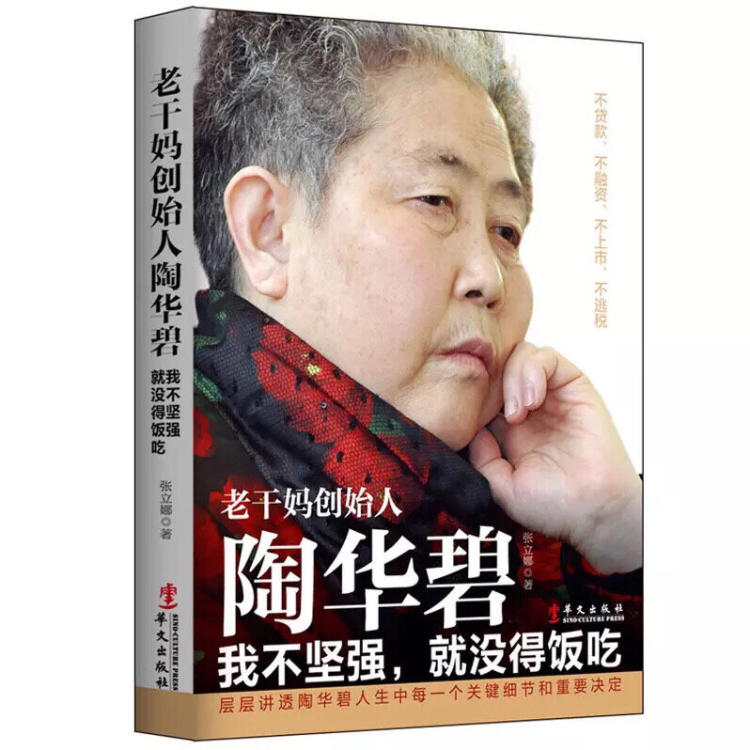 老干妈创始人陶华碧
我不坚强
就没得饭吃
张立娜◎著
华文出版社
SINO-CULTURE PRESS
不贷款、不融资、不上市、不逃税
老干妈创始人
陶华碧
张立娜◎著
华文出版社
SINO-CULTURE PRESS
我不坚强，就没得饭吃
层层讲透陶华碧人生中每一个关键细节和重要决定